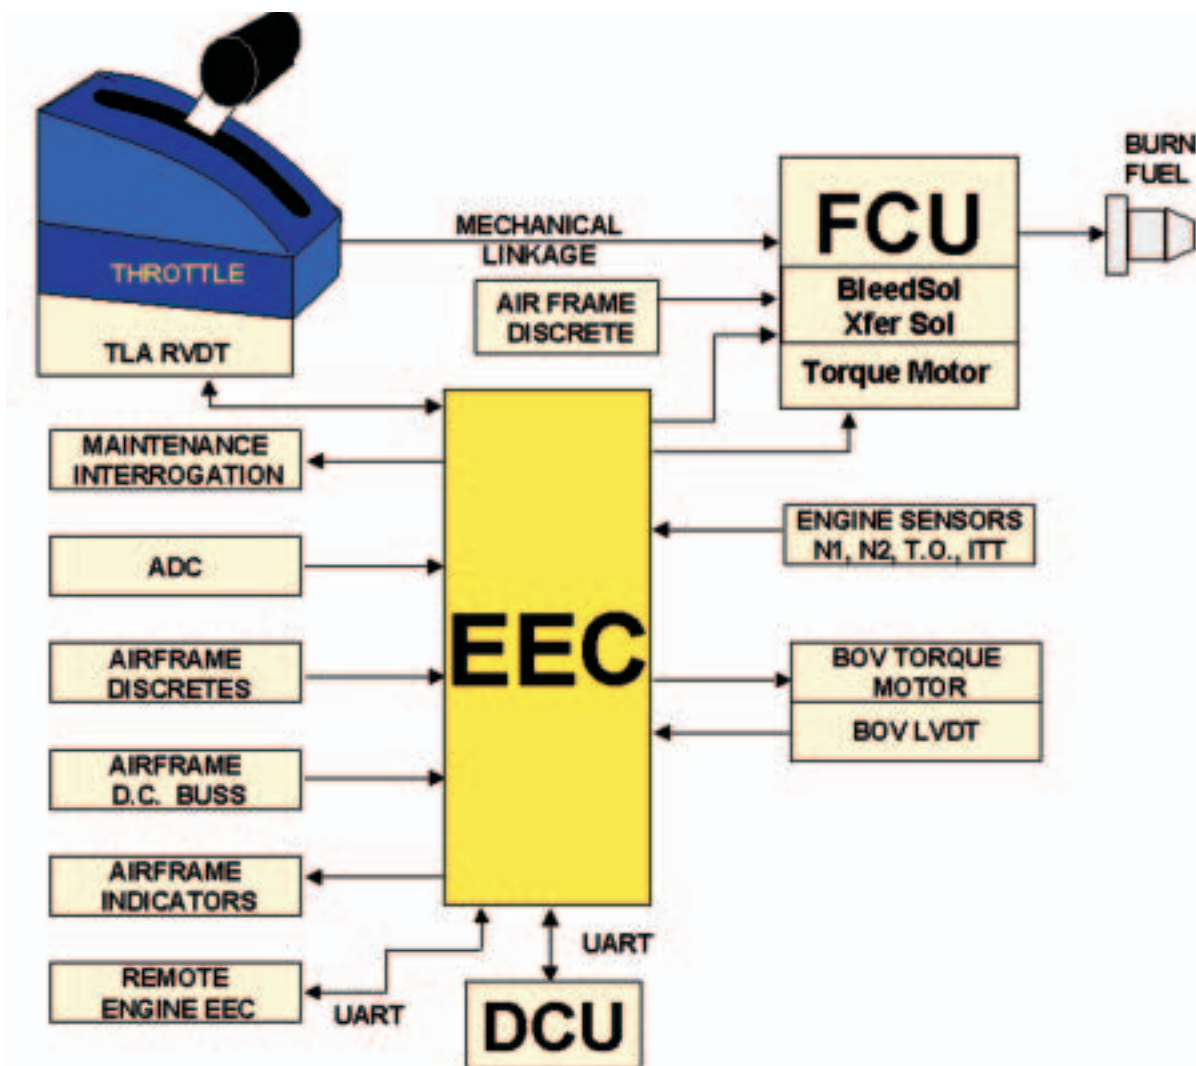 BURN
FUEL
FCU
MECHANICAL
LINKAGE
THROTTLE
AIR FRAME
DISCRETE
BleedSol
Xfer Sol
TLA RVDT
Torque Motor
MAINTENANCE
INTERROGATION
ENGINE SENSORS
N1, N2, T.O., ITT
ADC
EEC
AIRFRAME
DISCRETES
BOV TORQUE
MOTOR
BOV LVDT
AIRFRAME
D.C. BUSS
AIRFRAME
INDICATORS
UART
REMOTE
ENGINE EEC
UART
DCU